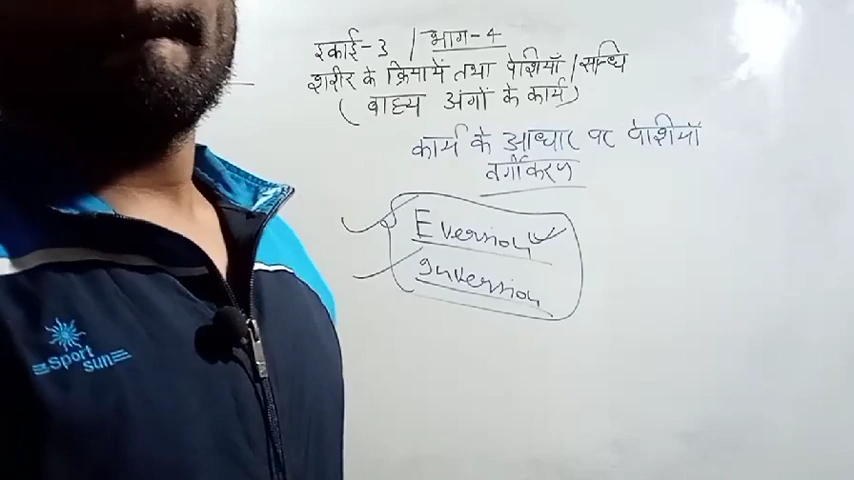 इकाई-3 / भाग-4
शरीर के क्रियायें तथा पेशियाँ / सन्धि
( वाह्य अंगों के कार्य )
कार्य के आधार पर पेशियों
वर्गीकरण
Eversion
Inversion
Sport
sun